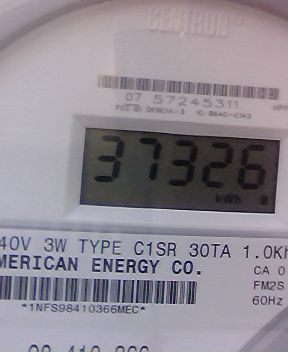 CENTRON
07 57245311
37326
kWh
40V 3W TYPE C1SR 30TA 1.0Kh
MERICAN ENERGY CO.
CA 0
FM2S
60Hz
*1NFS98410366MEC*